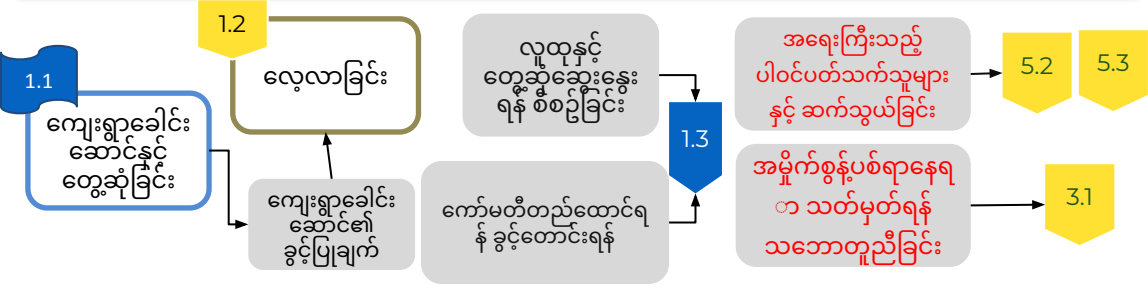 1.1
ကျေးရွာခေါင်း
ဆောင်နှင့်
တွေ့ဆုံခြင်း
1.2
လေ့လာခြင်း
ကျေးရွာခေါင်း
ဆောင်၏
ခွင့်ပြုချက်
လူထုနှင့်
တွေ့ဆုံဆွေးနွေး
ရန် စီစဉ်ခြင်း
ကော်မတီတည်ထောင်ရ
န် ခွင့်တောင်းရန်
1.3
အရေးကြီးသည့်
ပါဝင်ပတ်သက်သူများ
နှင့် ဆက်သွယ်ခြင်း
5.2
5.3
အမှိုက်စွန့်ပစ်ရာနေရ
ာ သတ်မှတ်ရန်
သဘောတူညီခြင်း
3.1